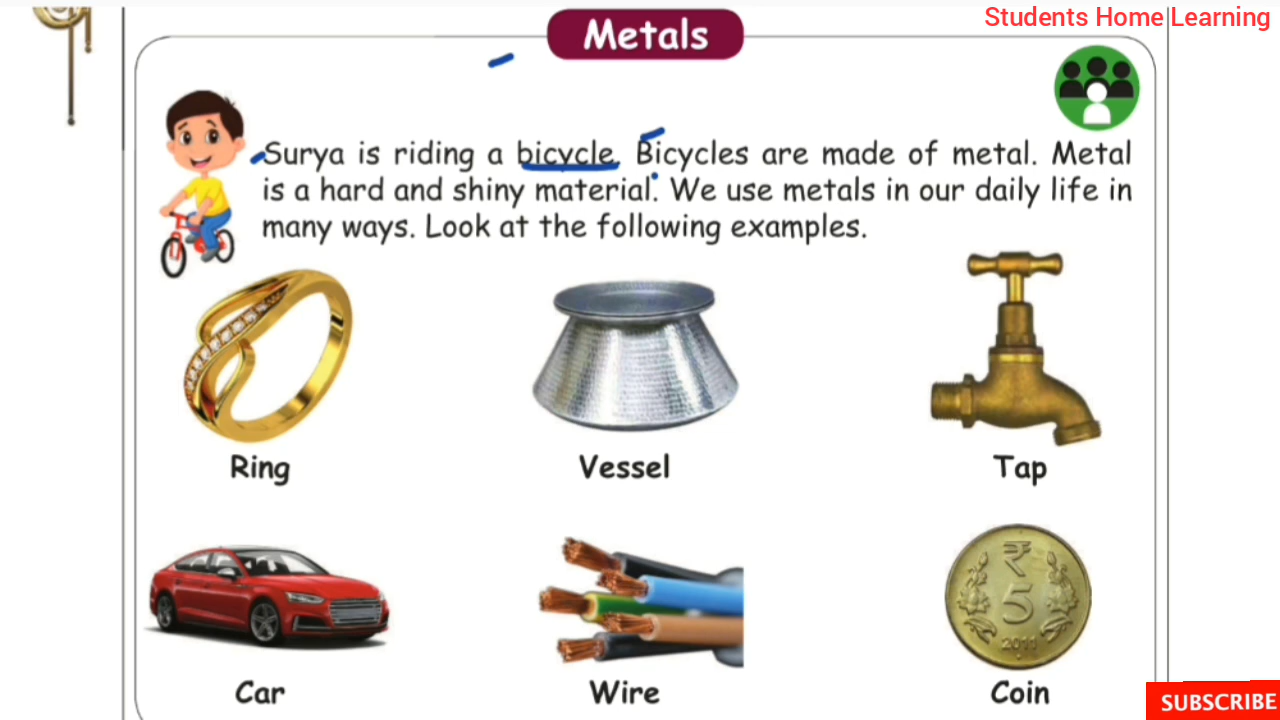 Students Home Learning
Metals
Surya is riding a bicycle. Bicycles are made of metal. Metal
is a hard and shiny material. We use metals in our daily life in
many ways. Look at the following examples.
Ring Vessel Tap
₹
5
2011
Car Wire Coin
SUBSCRIBE